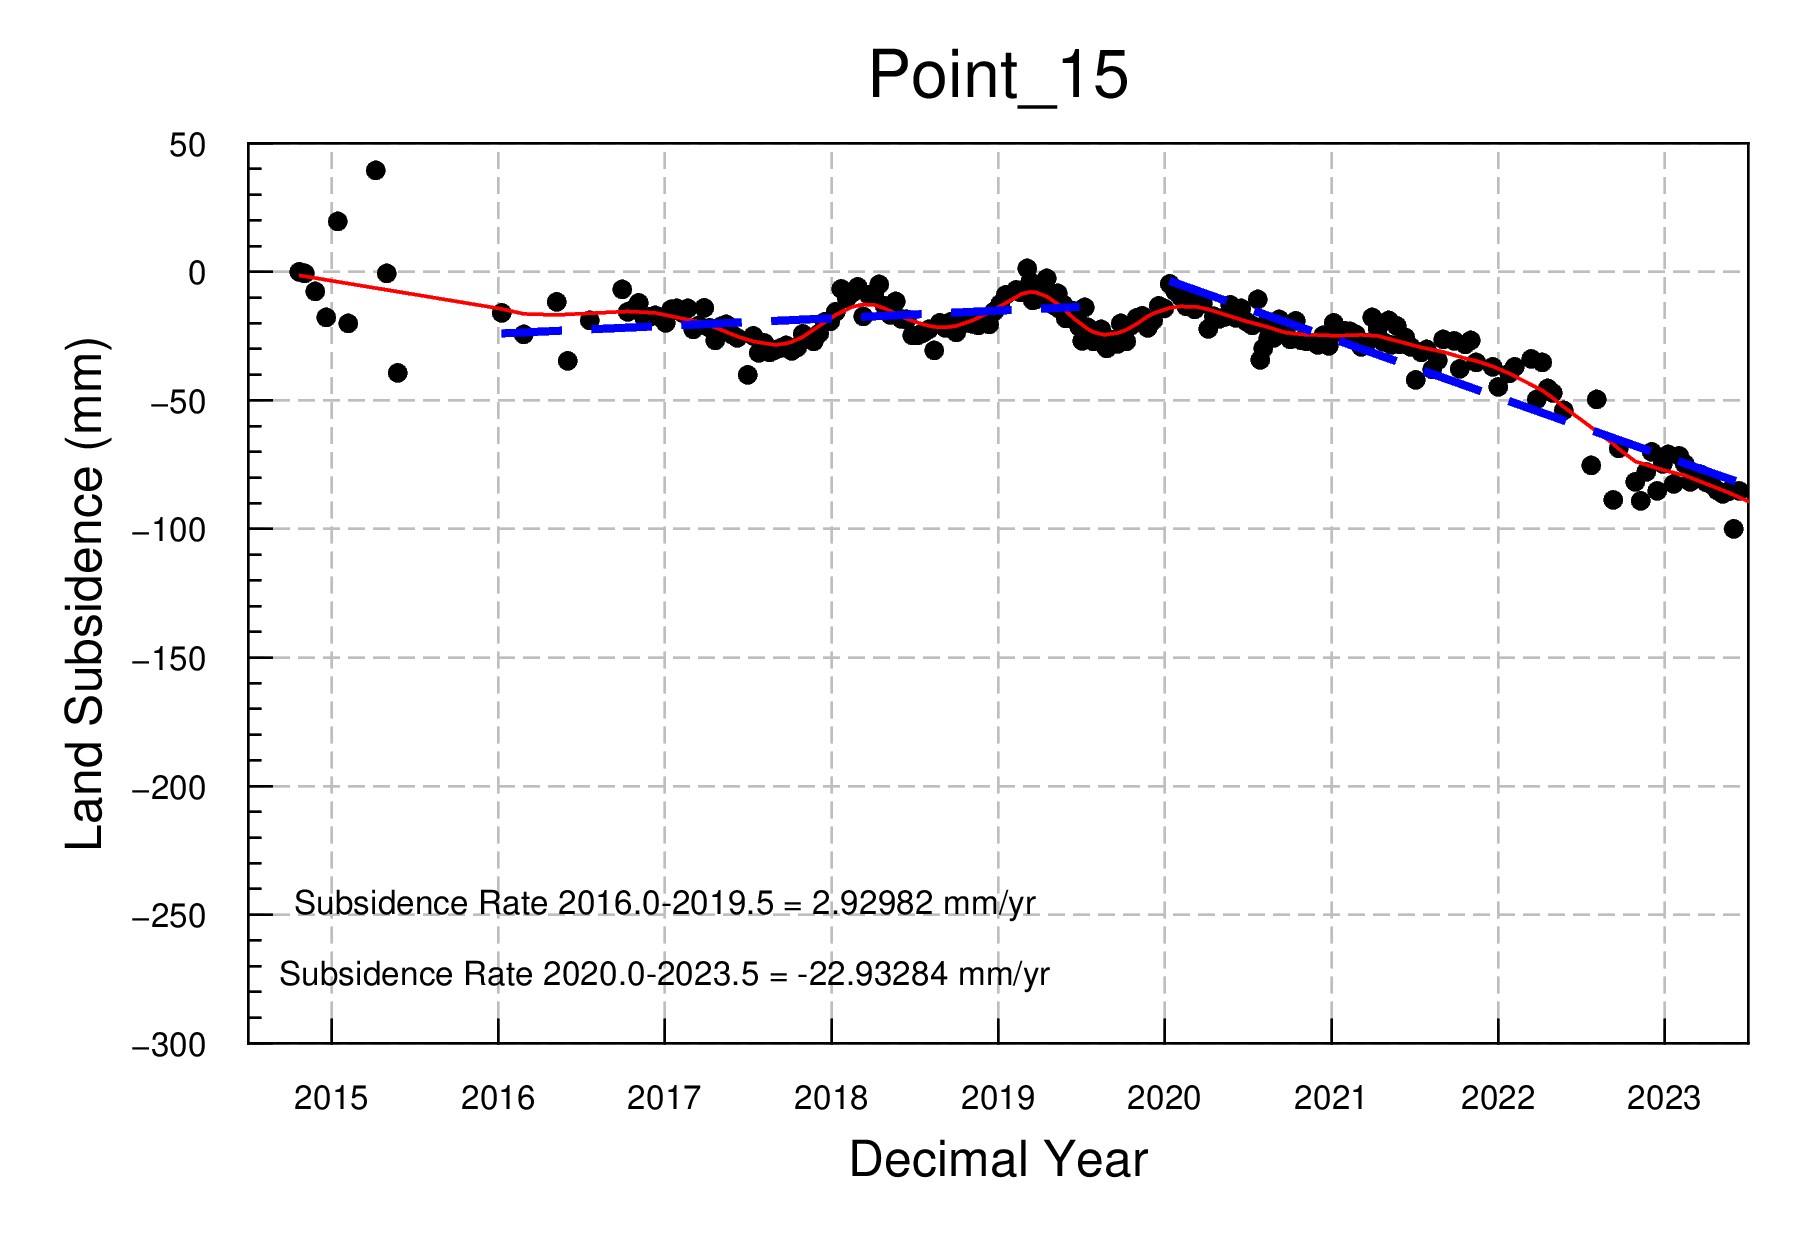 Point_15
50
0
−50
−100
−150
−200
−250
−300
Land Subsidence (mm)
Subsidence Rate 2016.0-2019.5 = 2.92982 mm/yr
Subsidence Rate 2020.0-2023.5 = -22.93284 mm/yr
2015 2016 2017 2018 2019 2020 2021 2022 2023
Decimal Year